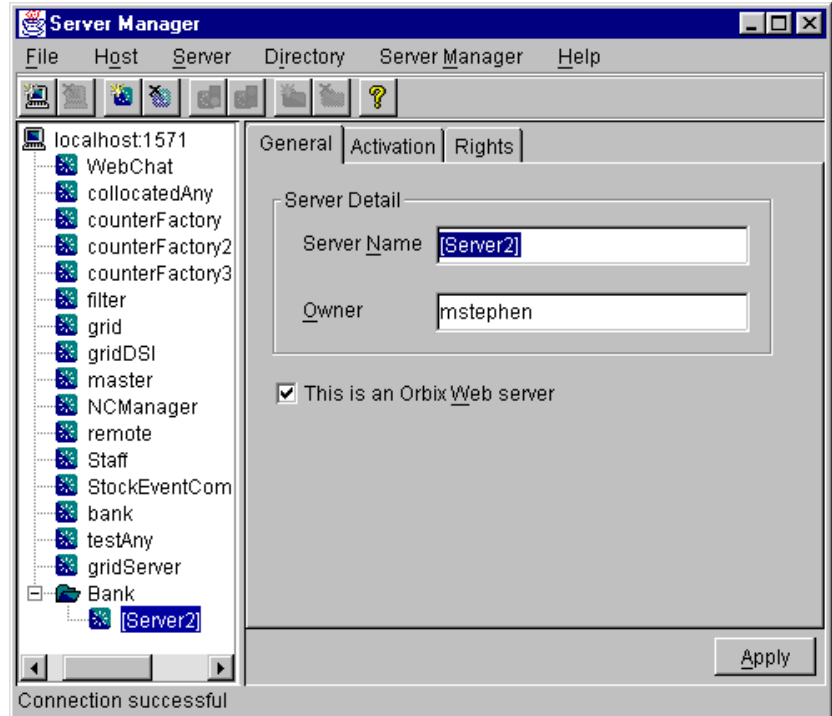 Server Manager
File Host Server Directory Server Manager Help
localhost:1571
WebChat
collocatedAny
counterFactory
counterFactory2
counterFactory3
filter
grid
gridDSI
master
NCManager
remote
Staff
StockEventCom
bank
testAny
gridServer
Bank
[Server2]
General Activation Rights
Server Detail
Server Name [Server2]
Owner mstephen
This is an Orbix Web server
Apply
Connection successful